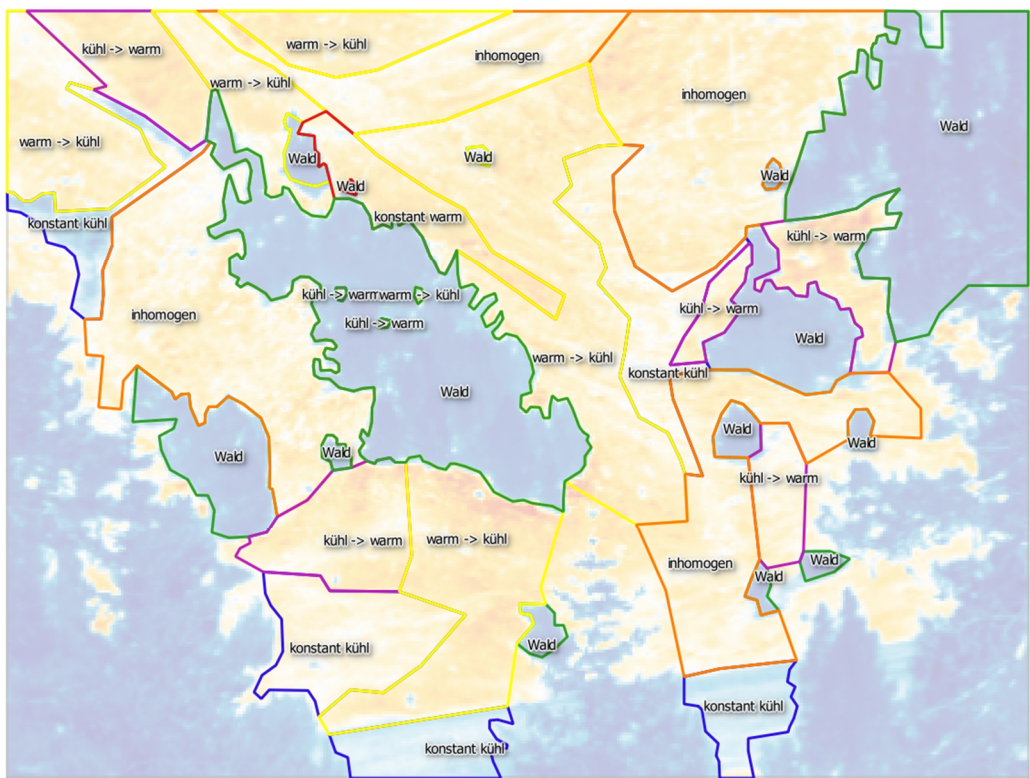 warm -> kühl
kühl -> warm
inhomogen
warm -> kühl
inhomogen
Wald
warm -> kühl
Wald
Wald
Wald
Wald
konstant warm
konstant kühl
kühl -> warm
kühl -> warm
warm -> kühl
kühl -> warm
inhomogen
kühl -> warm
Wald
warm -> kühl
konstant kühl
Wald
Wald
Wald
Wald
Wald
kühl -> warm
kühl -> warm
warm -> kühl
inhomogen
Wald
Wald
Wald
konstant kühl
konstant kühl
konstant kühl